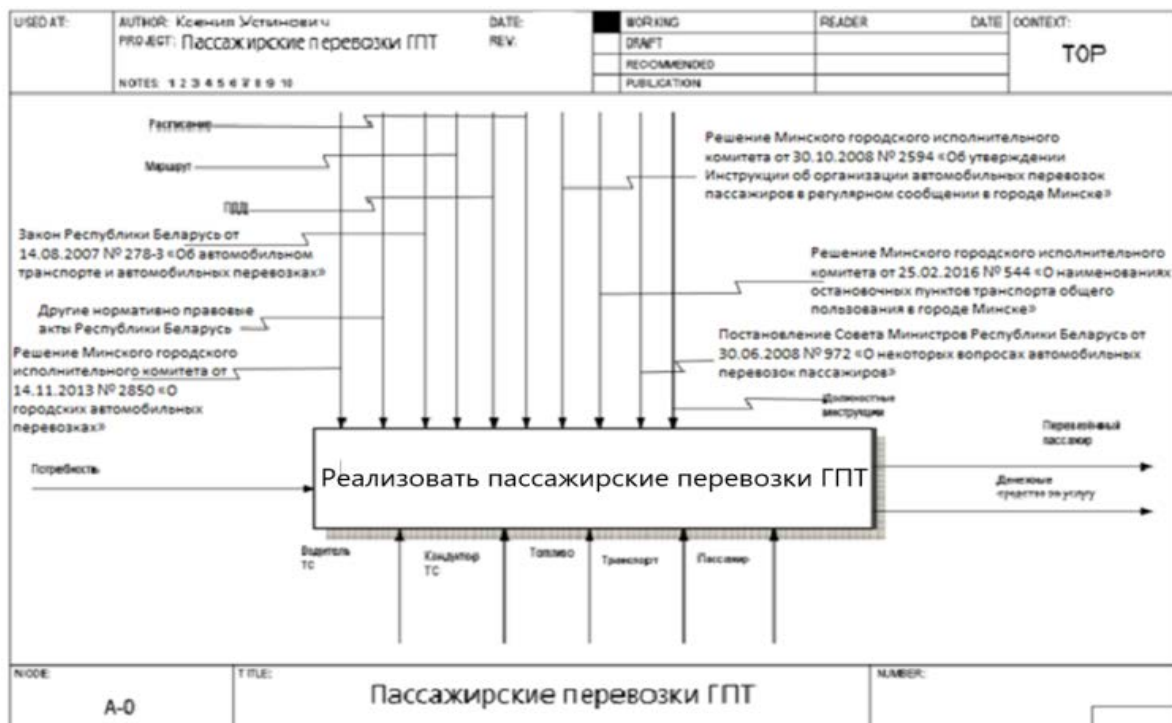 USED AT:
AUTHOR: Ксения Устинович
DATE:
PROJECT: Пассажирские перевозки ГПТ
REV:
NOTES: 1 2 3 4 5 6 7 8 9 10
WORKING
DRAFT
RECOMMENDED
PUBLICATION
READER
DATE
CONTEXT:
TOP
Расписание
Маршрут
ПДД
Закон Республики Беларусь от
14.08.2007 № 278-З «Об автомобильном
транспорте и автомобильных перевозках»
Другие нормативно правовые
акты Республики Беларусь
Решение Минского городского
исполнительного комитета от
14.11.2013 № 2850 «О
городских автомобильных
перевозках»
Решение Минского городского исполнительного
комитета от 30.10.2008 № 2594 «Об утверждении
Инструкции об организации автомобильных перевозок
пассажиров в регулярном сообщении в городе Минске»
Решение Минского городского исполнительного
комитета от 25.02.2016 № 544 «О наименованиях
остановочных пунктов транспорта общего
пользования в городе Минске»
Постановление Совета Министров Республики Беларусь от
30.06.2008 № 972 «О некоторых вопросах автомобильных
перевозок пассажиров»
Должностные
инструкции
Потребность
Реализовать пассажирские перевозки ГПТ
Перевезённый
пассажир
Денежные
средства за услугу
Водитель
ТС
Кондуктор
ТС
Топливо
Транспорт
Пассажир
NODE:
A-0
TITLE:
Пассажирские перевозки ГПТ
NUMBER: